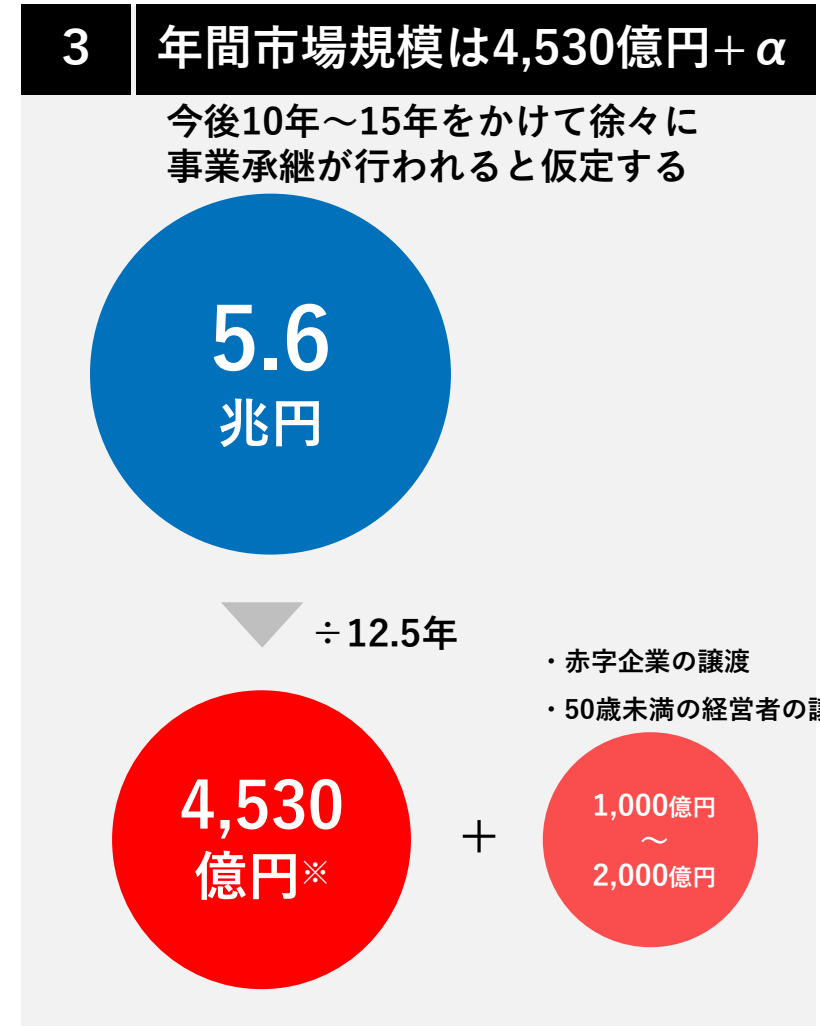 3 年間市場規模は4,530億円＋α
今後10年～15年をかけて徐々に
事業承継が行われると仮定する
5.6
兆円
÷12.5年
・赤字企業の譲渡
・50歳未満の経営者の
4,530
億円※
＋
1,000億円
～
2,000億円